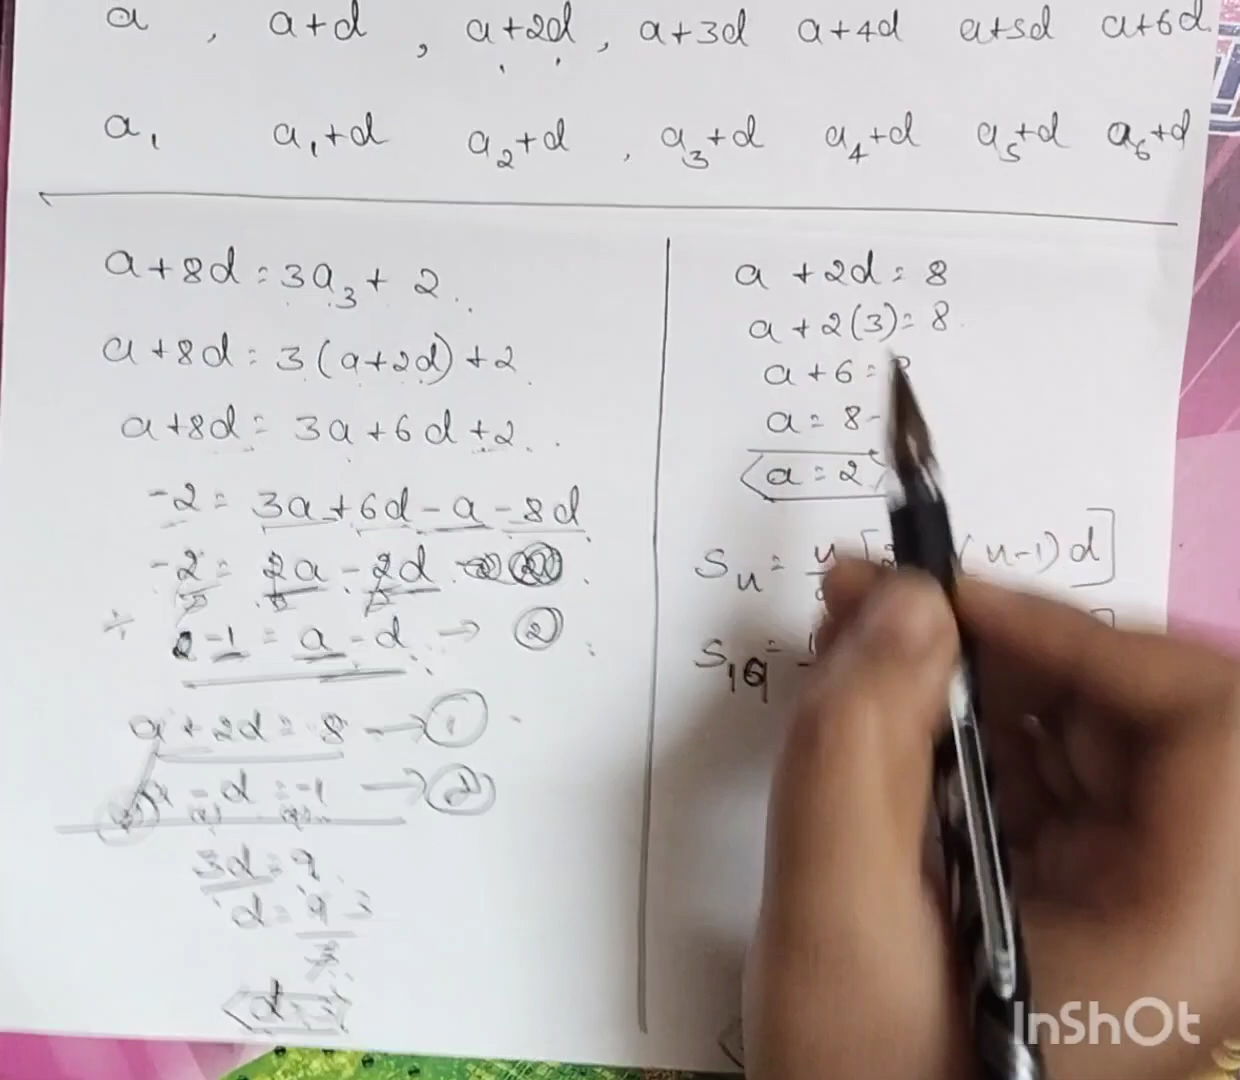 a , a+d , a+2d , a+3d a+4d a+5d a+6d
a₁ a₁+d a₂+d , a₃+d a₄+d a₅+d a₆+d
a+8d = 3a₃ + 2
a+8d = 3(a+2d)+2
a+8d = 3a+6d+2
-2 = 3a+6d-a-8d
-2 = 2a-2d
÷ -1 = a-d → ②
a+2d = 8 → ①
-d = -1 → ②
3d = 9
d = 9
3
d =
a + 2d = 8
a + 2(3) = 8
a + 6 =
a = 8-
a = 2
Sn = n [ (n-1)d]
S₁₉ =
InShOt